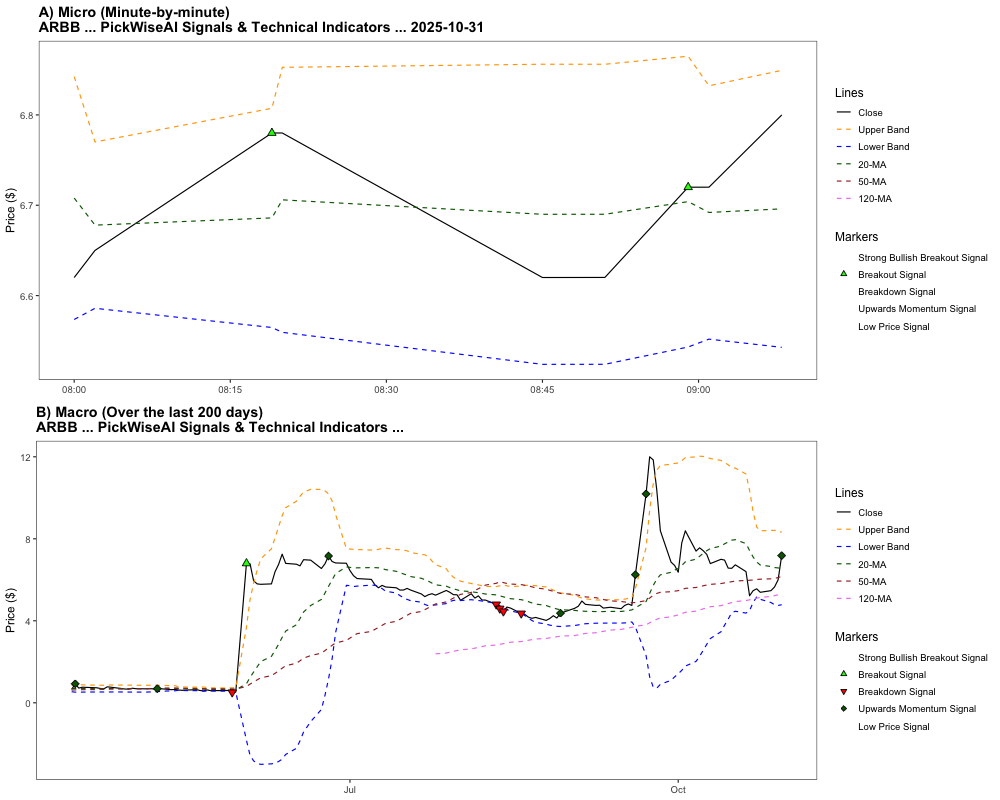 A) Micro (Minute-by-minute)
ARBB ... PickWiseAI Signals & Technical Indicators ... 2025-10-31
Price ($)
6.8
6.7
6.6
08:00
08:15
08:30
08:45
09:00
Lines
Close
Upper Band
Lower Band
20-MA
50-MA
120-MA
Markers
Strong Bullish Breakout Signal
Breakout Signal
Breakdown Signal
Upwards Momentum Signal
Low Price Signal
B) Macro (Over the last 200 days)
ARBB ... PickWiseAI Signals & Technical Indicators ...
Price ($)
12
8
4
0
Jul
Oct
Lines
Close
Upper Band
Lower Band
20-MA
50-MA
120-MA
Markers
Strong Bullish Breakout Signal
Breakout Signal
Breakdown Signal
Upwards Momentum Signal
Low Price Signal